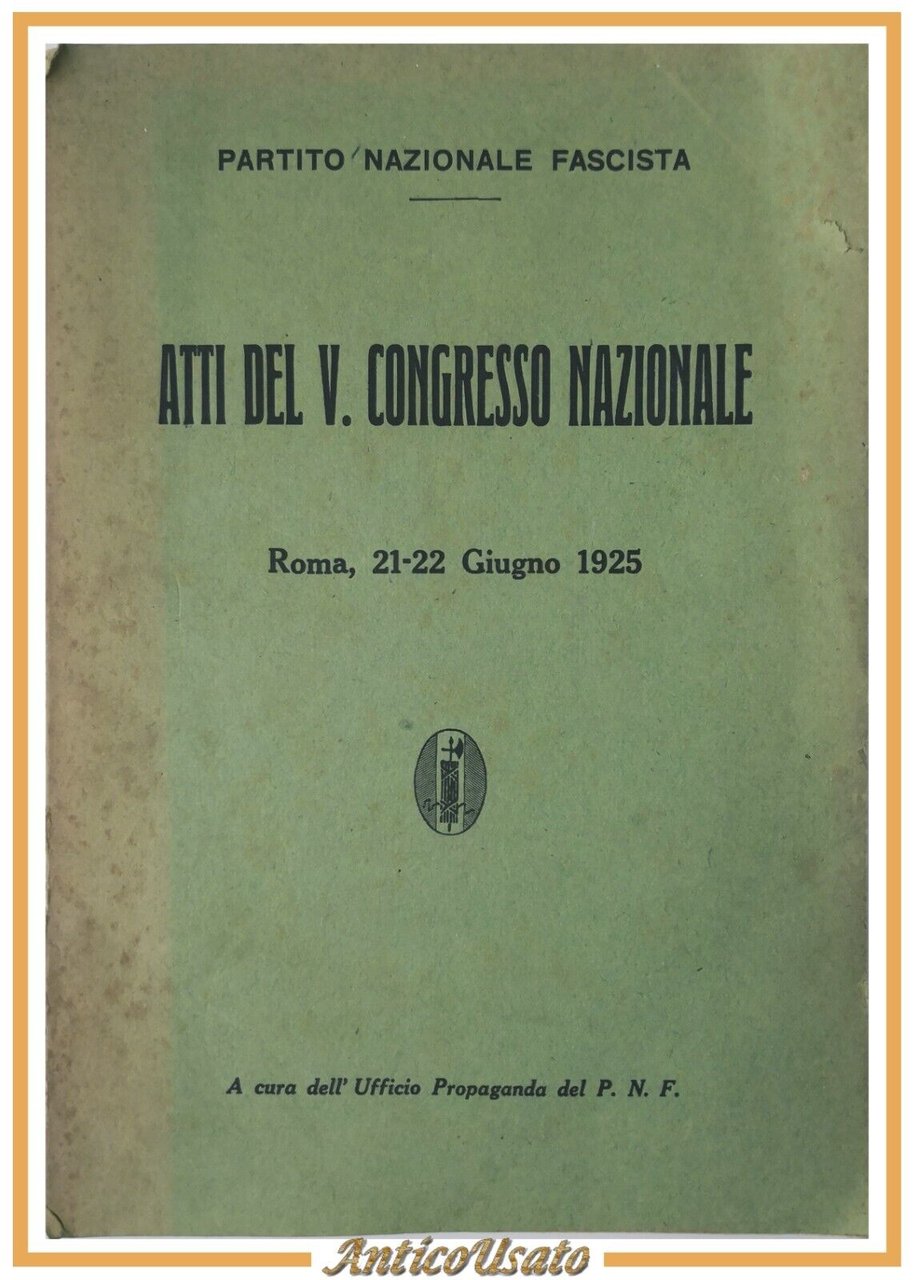 PARTITO NAZIONALE FASCISTA
ATTI DEL V. CONGRESSO NAZIONALE
Roma, 21-22 Giugno 1925
A cura dell' Ufficio Propaganda del P. N. F.
AnticoUsato